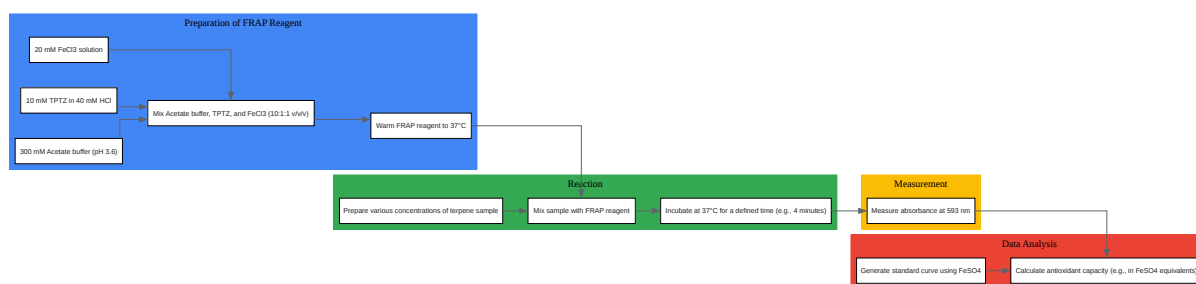 Preparation of FRAP Reagent
20 mM FeCl3 solution
10 mM TPTZ in 40 mM HCl
Mix Acetate buffer, TPTZ, and FeCl3 (10:1:1 v/v/v)
Warm FRAP reagent to 37°C
300 mM Acetate buffer (pH 3.6)
Reaction
Prepare various concentrations of terpene sample
Mix sample with FRAP reagent
Incubate at 37°C for a defined time (e.g., 4 minutes)
Measurement
Measure absorbance at 593 nm
Data Analysis
Generate standard curve using FeSO4
Calculate antioxidant capacity (e.g., in FeSO4 equivalents)